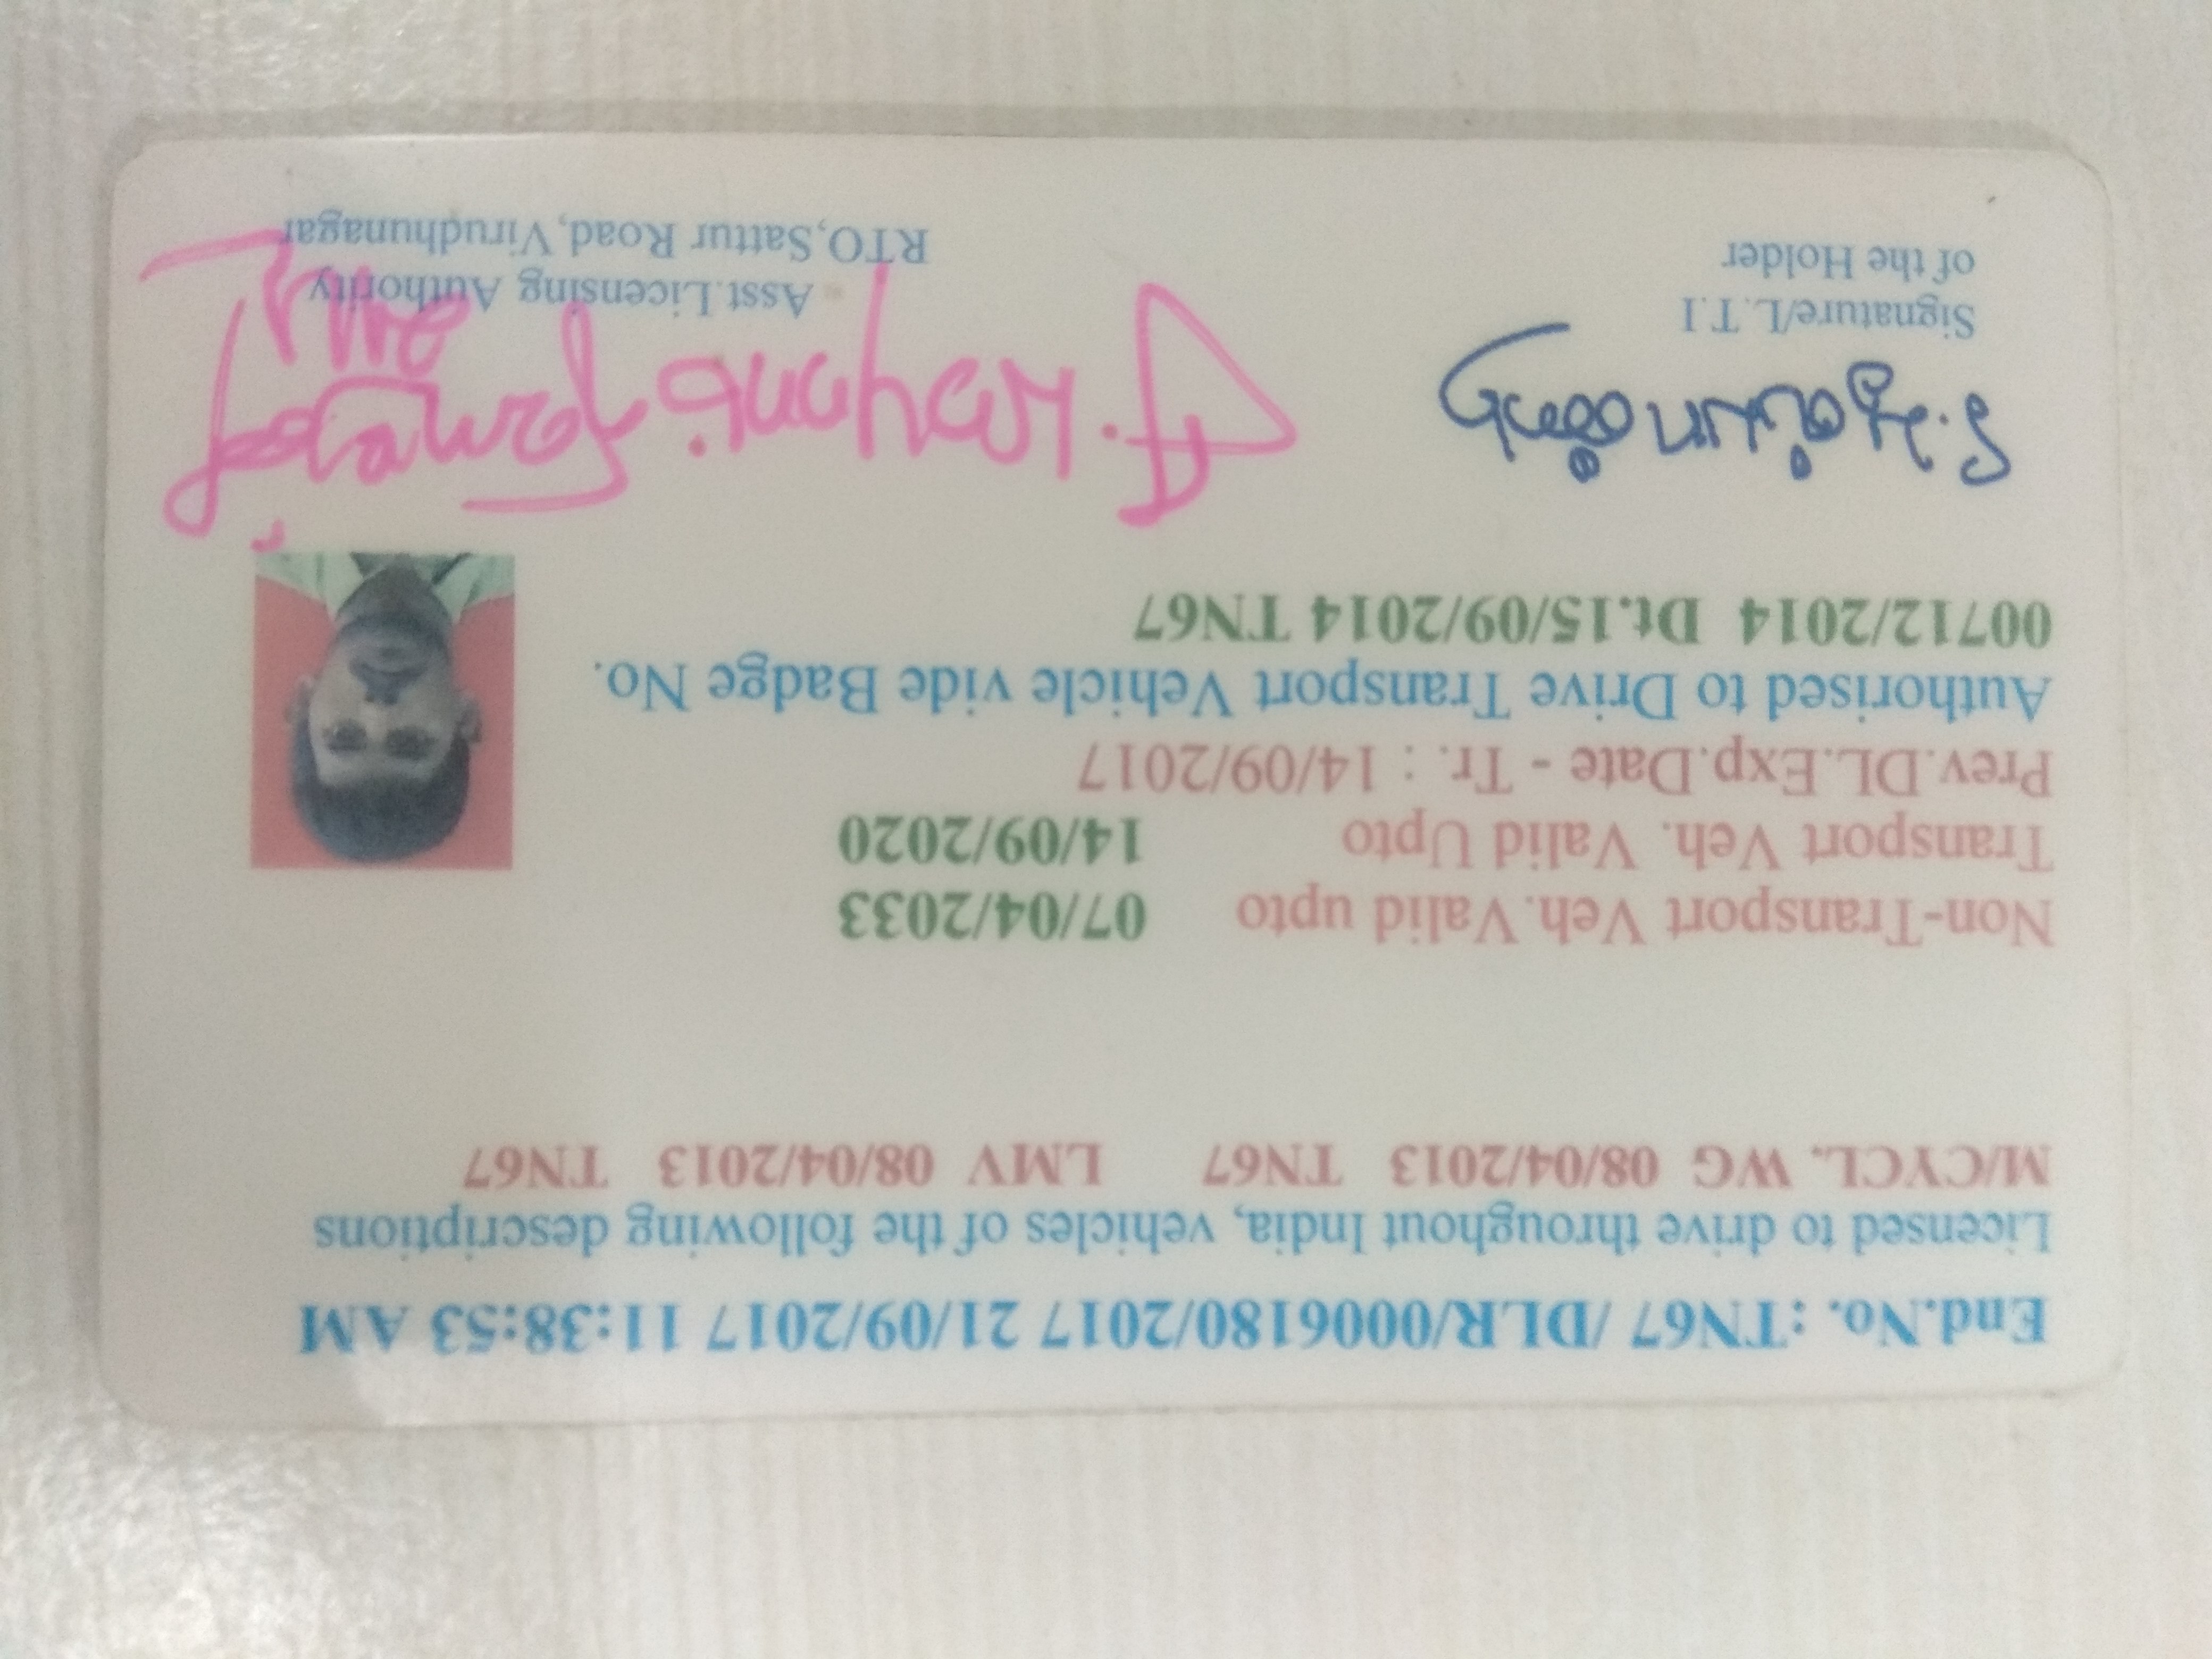 End.No. :TN67 /DLR/0006180/2017 21/09/2017 11:38:53 AM
Licensed to drive throughout India, vehicles of the following descriptions
M/CYCL. WG 08/04/2013 TN67 LMV 08/04/2013 TN67
Non-Transport Veh.Valid upto 07/04/2033
Transport Veh. Valid Upto 14/09/2020
Prev.DL.Exp.Date - Tr. : 14/09/2017
Authorised to Drive Transport Vehicle vide Badge No.
00712/2014 Dt.15/09/2014 TN67
Signature/L.T.I
of the Holder
Asst.Licensing Authority
RTO,Sattur Road,Virudhunagar